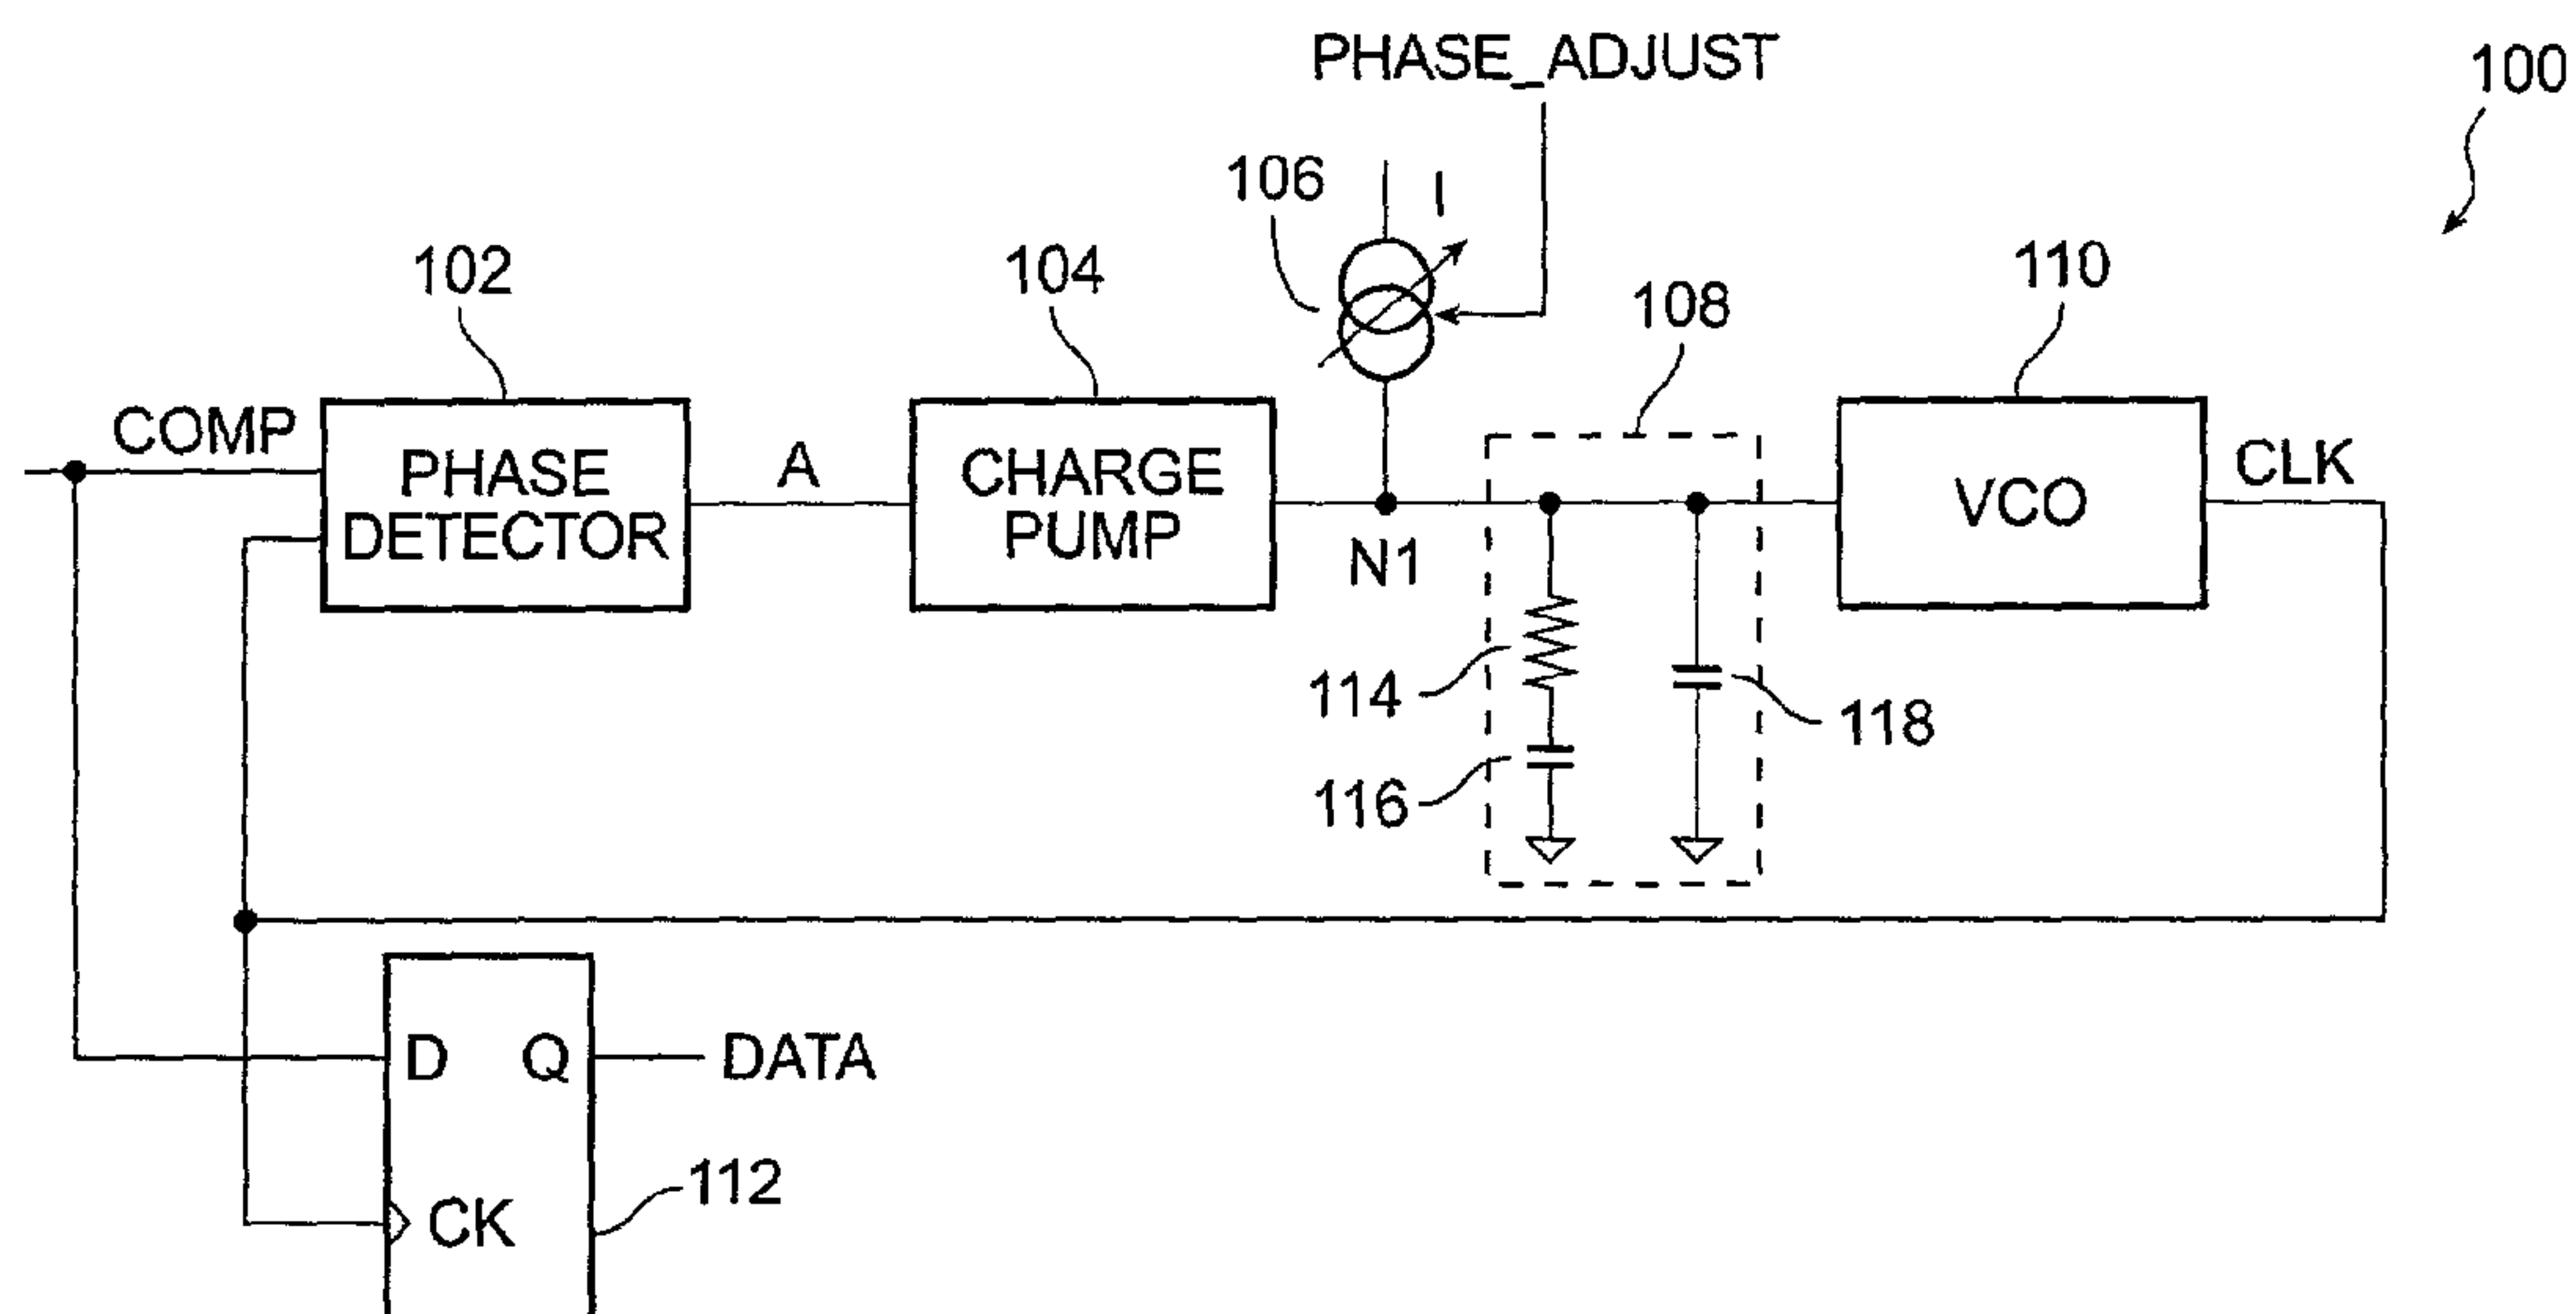 PHASE_ADJUST
100
106
I
102
104
108
110
COMP
PHASE
DETECTOR
A
CHARGE
PUMP
N1
VCO
CLK
114
116
118
D
Q
DATA
CK
112